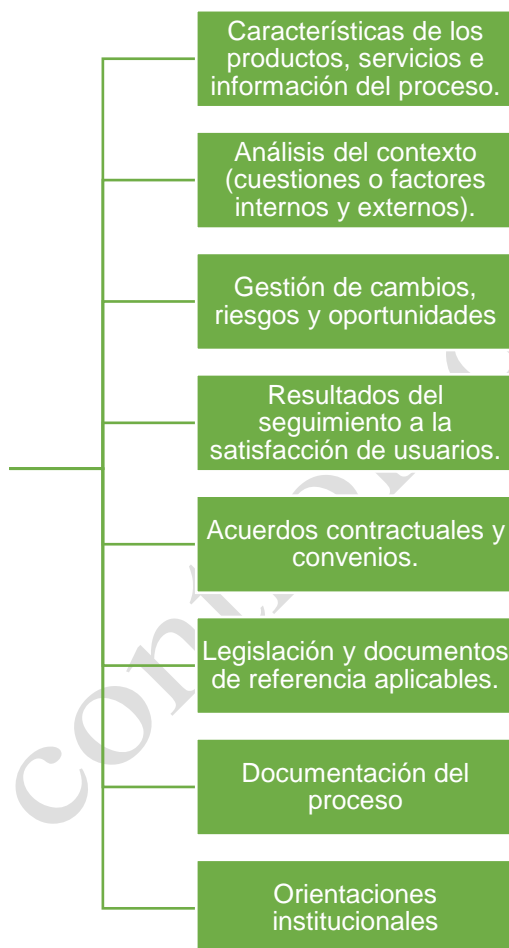 Características de los
productos, servicios e
información del proceso.
Análisis del contexto
(cuestiones o factores
internos y externos).
Gestión de cambios,
riesgos y oportunidades
Resultados del
seguimiento a la
satisfacción de usuarios.
Acuerdos contractuales y
convenios.
Legislación y documentos
de referencia aplicables.
Documentación del
proceso
Orientaciones
institucionales